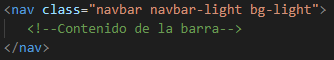 <nav class="navbar navbar-light bg-light">
<!--Contenido de la barra-->
</nav>